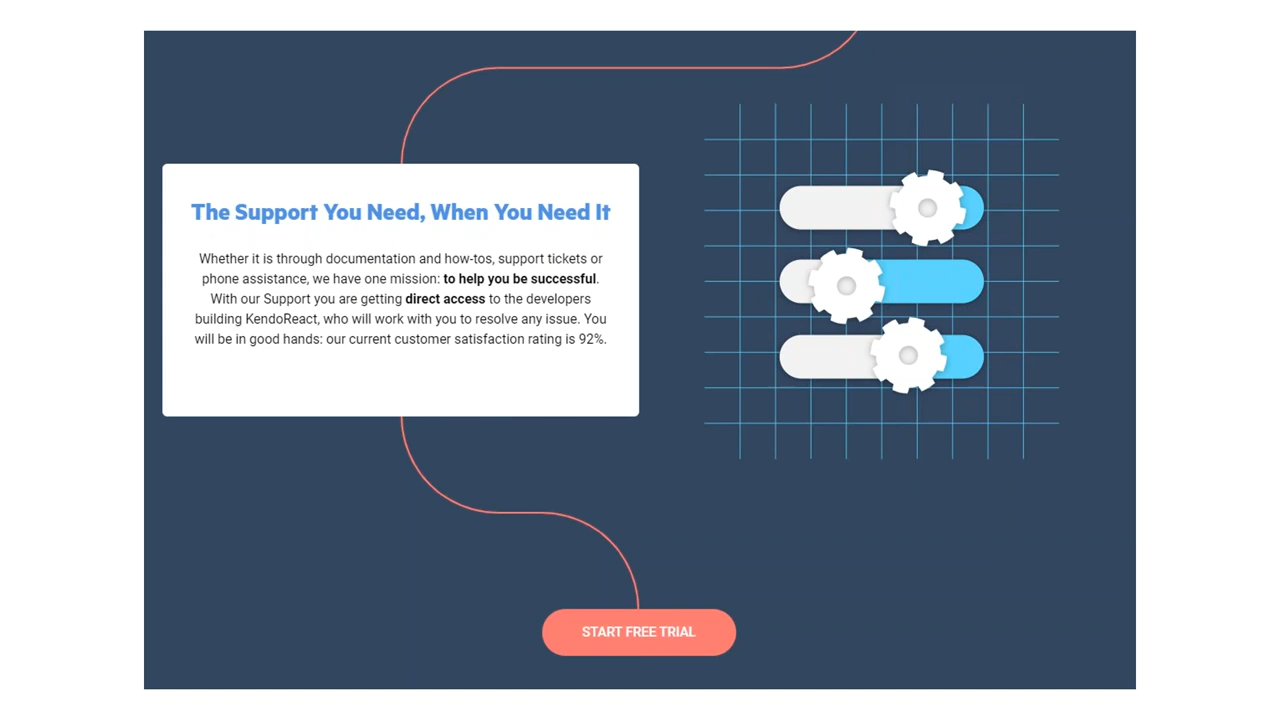 The Support You Need, When You Need It
Whether it is through documentation and how-tos, support tickets or
phone assistance, we have one mission: to help you be successful.
With our Support you are getting direct access to the developers
building KendoReact, who will work with you to resolve any issue. You
will be in good hands: our current customer satisfaction rating is 92%.
START FREE TRIAL